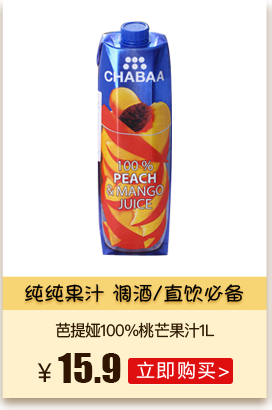 CHABAA
100 %
PEACH
& MANGO
JUICE
纯纯果汁 调酒/直饮必备
芭提娅100%桃芒果汁1L
¥ 15.9 立即购买>